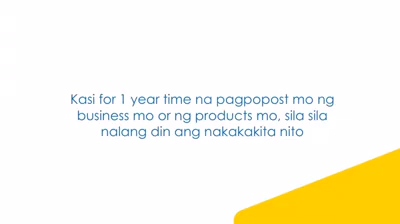 Kasi for 1 year time na pagpopost mo ng
business mo or ng products mo, sila sila
nalang din ang nakakakita nito